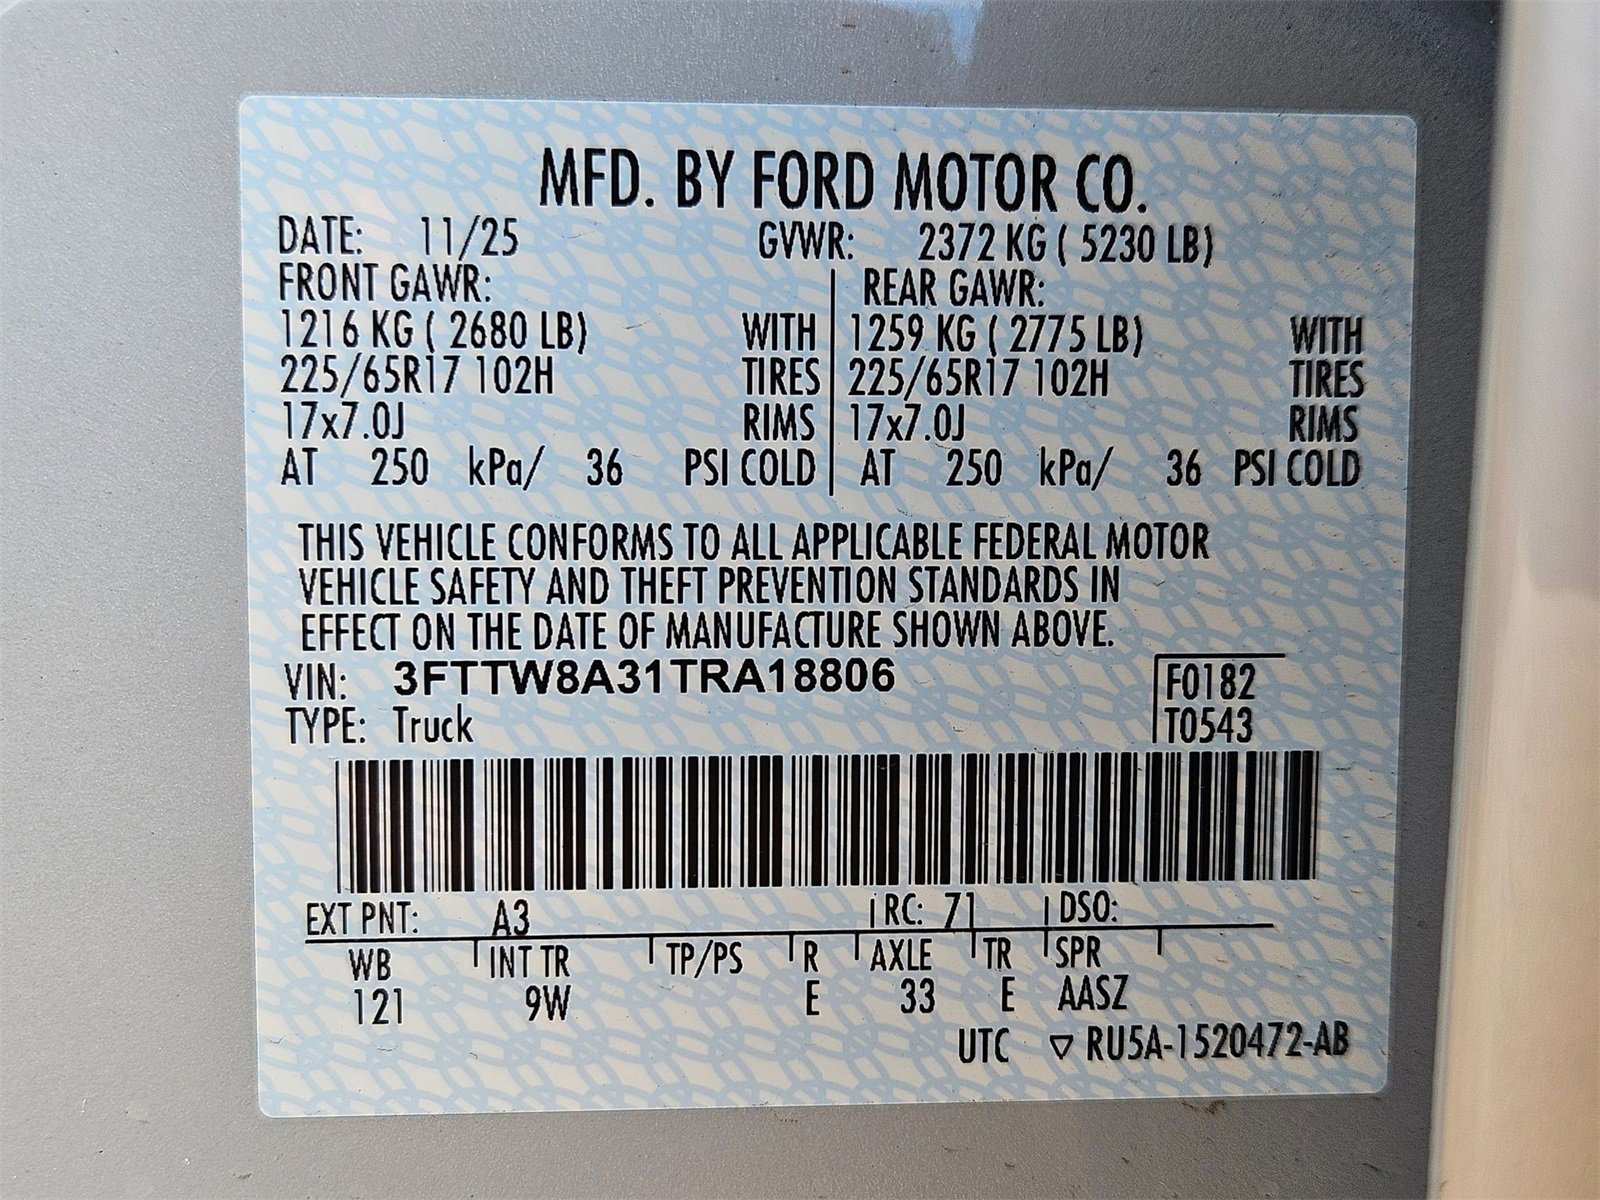 MFD. BY FORD MOTOR CO.
DATE: 11/25 GVWR: 2372 KG ( 5230 LB)
FRONT GAWR: REAR GAWR:
1216 KG ( 2680 LB) WITH 1259 KG ( 2775 LB) WITH
225/65R17 102H TIRES 225/65R17 102H TIRES
17x7.0J RIMS 17x7.0J RIMS
AT 250 kPa/ 36 PSI COLD AT 250 kPa/ 36 PSI COLD
THIS VEHICLE CONFORMS TO ALL APPLICABLE FEDERAL MOTOR
VEHICLE SAFETY AND THEFT PREVENTION STANDARDS IN
EFFECT ON THE DATE OF MANUFACTURE SHOWN ABOVE.
VIN: 3FTTW8A31TRA18806 F0182
TYPE: Truck T0543
EXT PNT: A3 RC: 71 DSO:
WB INT TR TP/PS R AXLE TR SPR
121 9W E 33 E AASZ
UTC ▽ RU5A-1520472-AB